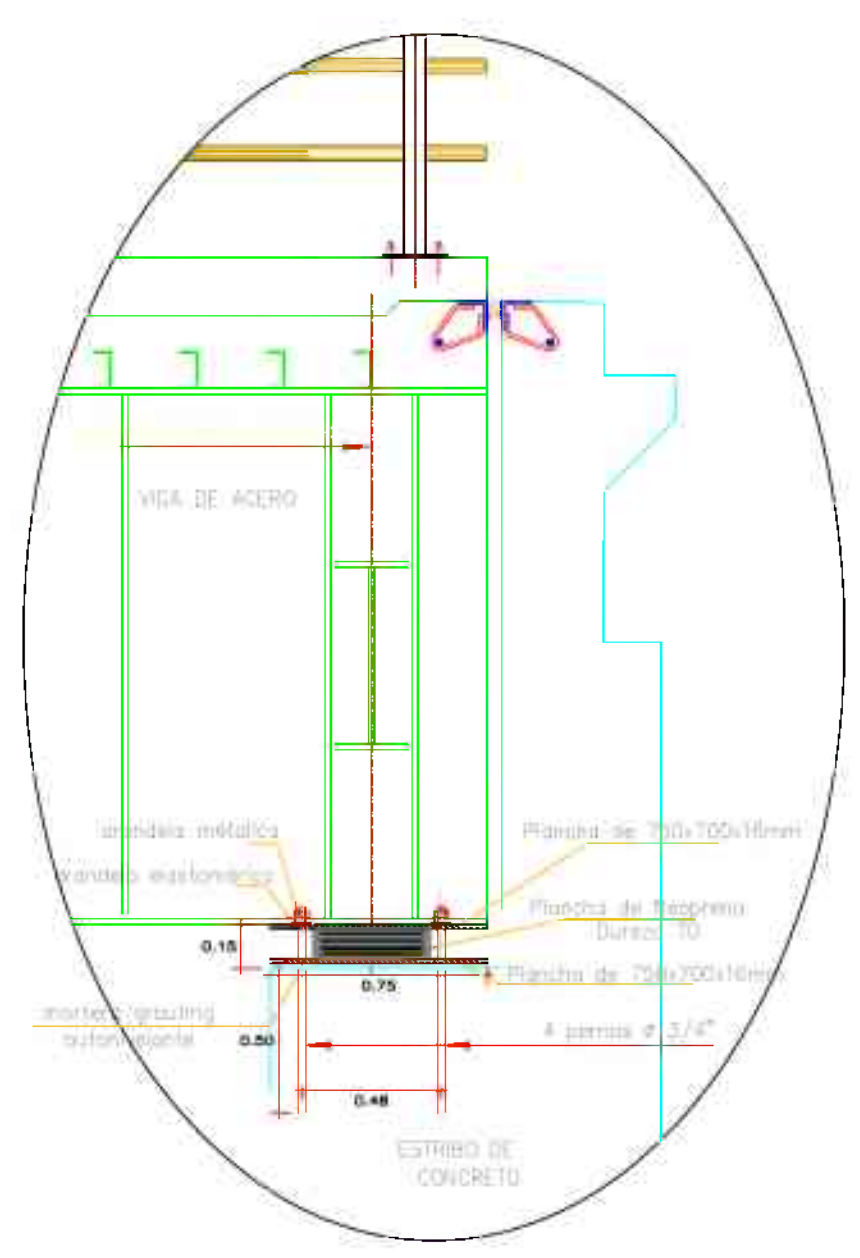 VIGA DE ACERO
arandela metálica
Plancha de 750x700x16mm
arandela elastomérica
Plancha de Neopreno
Dureza 70
0.15
Plancha de 750x700x16mm
0.75
mortero grouting
autonivelante
0.50
4 pernos ø 3/4"
0.48
ESTRIBO DE
CONCRETO